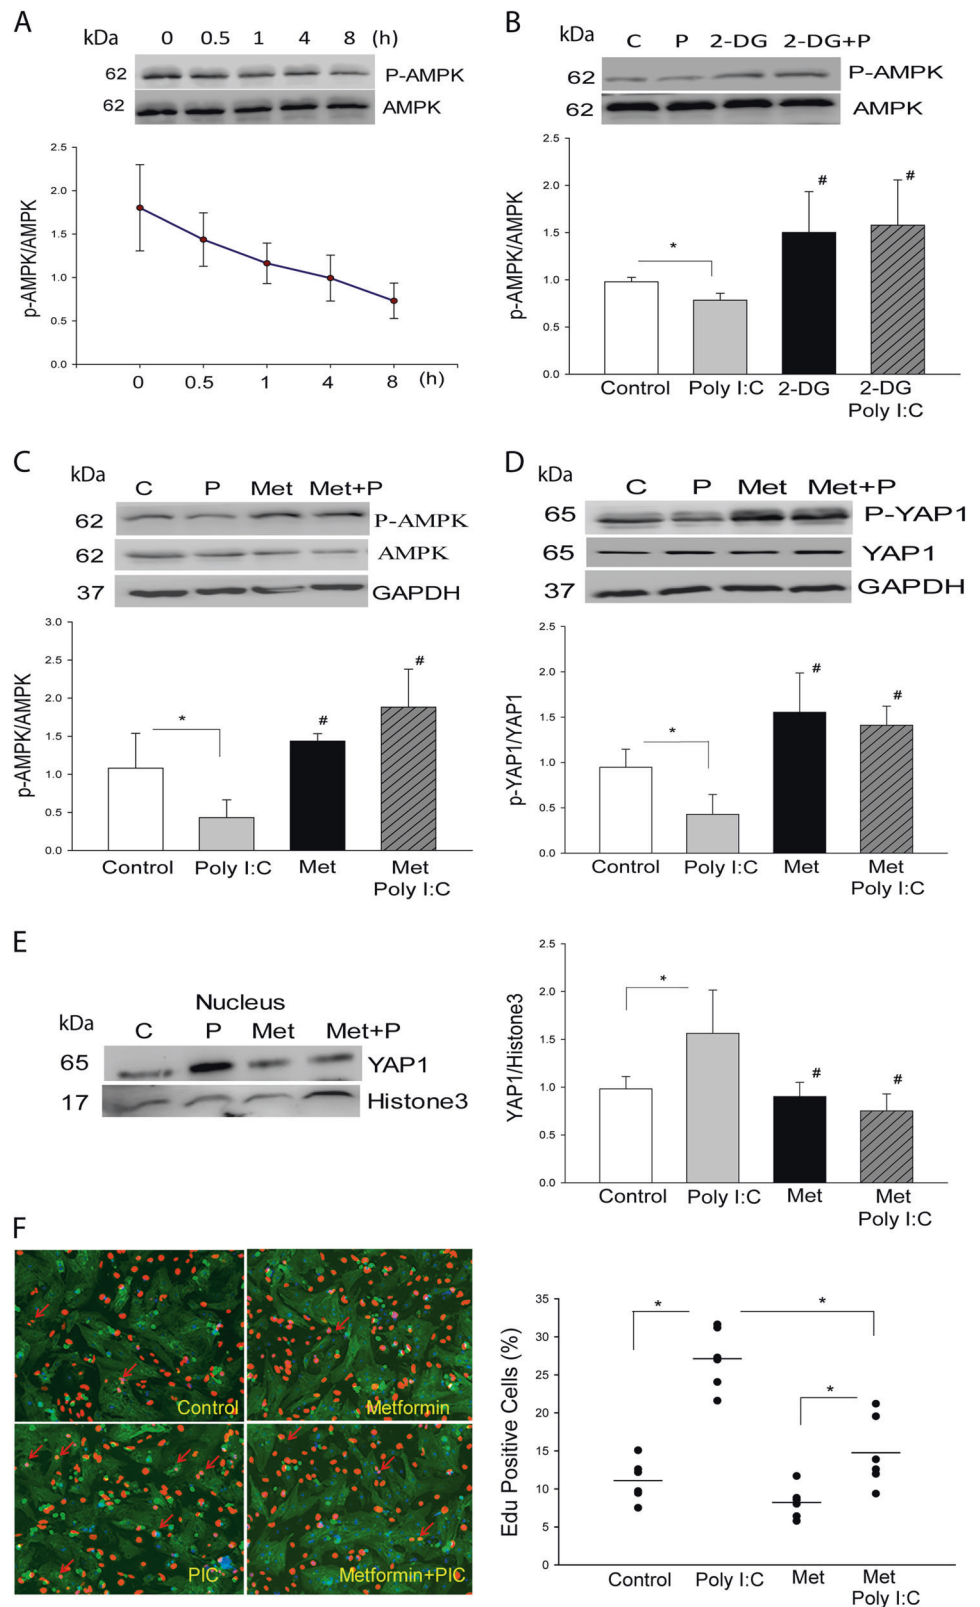 A
kDa 0 0.5 1 4 8 (h)
62 P-AMPK
62 AMPK
p-AMPK/AMPK
2.5
2.0
1.5
1.0
0.5
0.0
0 0.5 1 4 8 (h)
B
kDa C P 2-DG 2-DG+P
62 P-AMPK
62 AMPK
p-AMPK/AMPK
2.5
2.0
1.5
1.0
0.5
0.0
* # #
Control Poly I:C 2-DG 2-DG
Poly I:C
C
kDa
C P Met Met+P
62 P-AMPK
62 AMPK
37 GAPDH
p-AMPK/AMPK
3.0
2.5
2.0
1.5
1.0
0.5
0.0
* # #
Control Poly I:C Met Met
Poly I:C
D
kDa
C P Met Met+P
65 P-YAP1
65 YAP1
37 GAPDH
p-YAP1/YAP1
2.5
2.0
1.5
1.0
0.5
0.0
* # #
Control Poly I:C Met Met
Poly I:C
E
Nucleus
kDa C P Met Met+P
65 YAP1
17 Histone3
YAP1/Histone3
2.5
2.0
1.5
1.0
0.5
0.0
* # #
Control Poly I:C Met Met
Poly I:C
F
Control
Metformin
PIC
Metformin+PIC
Edu Positive Cells (%)
35
30
25
20
15
10
5
0
* * *
Control Poly I:C Met Met
Poly I:C